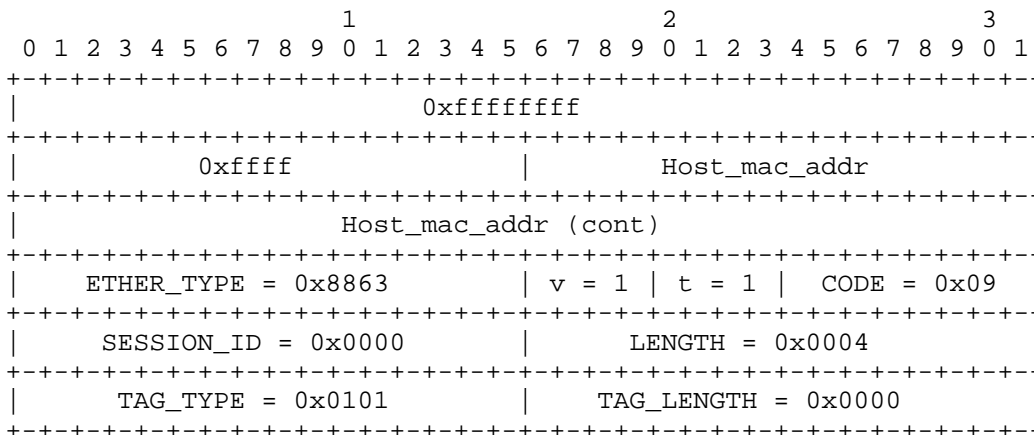 1                   2                   3
 0 1 2 3 4 5 6 7 8 9 0 1 2 3 4 5 6 7 8 9 0 1 2 3 4 5 6 7 8 9 0 1
+-+-+-+-+-+-+-+-+-+-+-+-+-+-+-+-+-+-+-+-+-+-+-+-+-+-+-+-+-+-+-+-
|                         0xffffffff
+-+-+-+-+-+-+-+-+-+-+-+-+-+-+-+-+-+-+-+-+-+-+-+-+-+-+-+-+-+-+-+-
|           0xffff              |        Host_mac_addr
+-+-+-+-+-+-+-+-+-+-+-+-+-+-+-+-+-+-+-+-+-+-+-+-+-+-+-+-+-+-+-+-
|                    Host_mac_addr (cont)
+-+-+-+-+-+-+-+-+-+-+-+-+-+-+-+-+-+-+-+-+-+-+-+-+-+-+-+-+-+-+-+-
|    ETHER_TYPE = 0x8863        | v = 1 | t = 1 |  CODE = 0x09
+-+-+-+-+-+-+-+-+-+-+-+-+-+-+-+-+-+-+-+-+-+-+-+-+-+-+-+-+-+-+-+-
|     SESSION_ID = 0x0000       |      LENGTH = 0x0004
+-+-+-+-+-+-+-+-+-+-+-+-+-+-+-+-+-+-+-+-+-+-+-+-+-+-+-+-+-+-+-+-
|      TAG_TYPE = 0x0101        |    TAG_LENGTH = 0x0000
+-+-+-+-+-+-+-+-+-+-+-+-+-+-+-+-+-+-+-+-+-+-+-+-+-+-+-+-+-+-+-+-